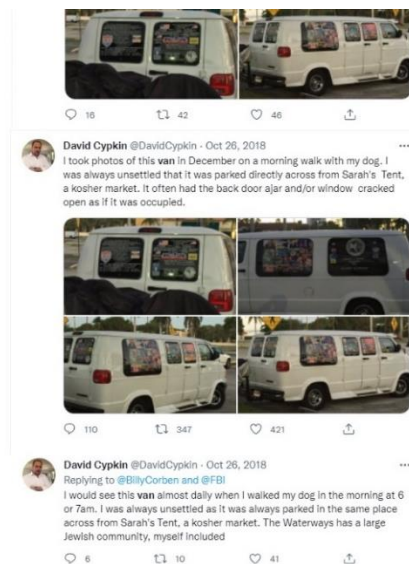 16 42 46
David Cypkin @DavidCypkin · Oct 26, 2018
I took photos of this van in December on a morning walk with my dog. I
was always unsettled that it was parked directly across from Sarah's Tent,
a kosher market. It often had the back door ajar and/or window cracked
open as if it was occupied.
110 347 421
David Cypkin @DavidCypkin · Oct 26, 2018
Replying to @BillyCorben and @FBI
I would see this van almost daily when I walked my dog in the morning at 6
or 7am. I was always unsettled as it was always parked in the same place
across from Sarah's Tent, a kosher market. The Waterways has a large
Jewish community, myself included
6 10 41